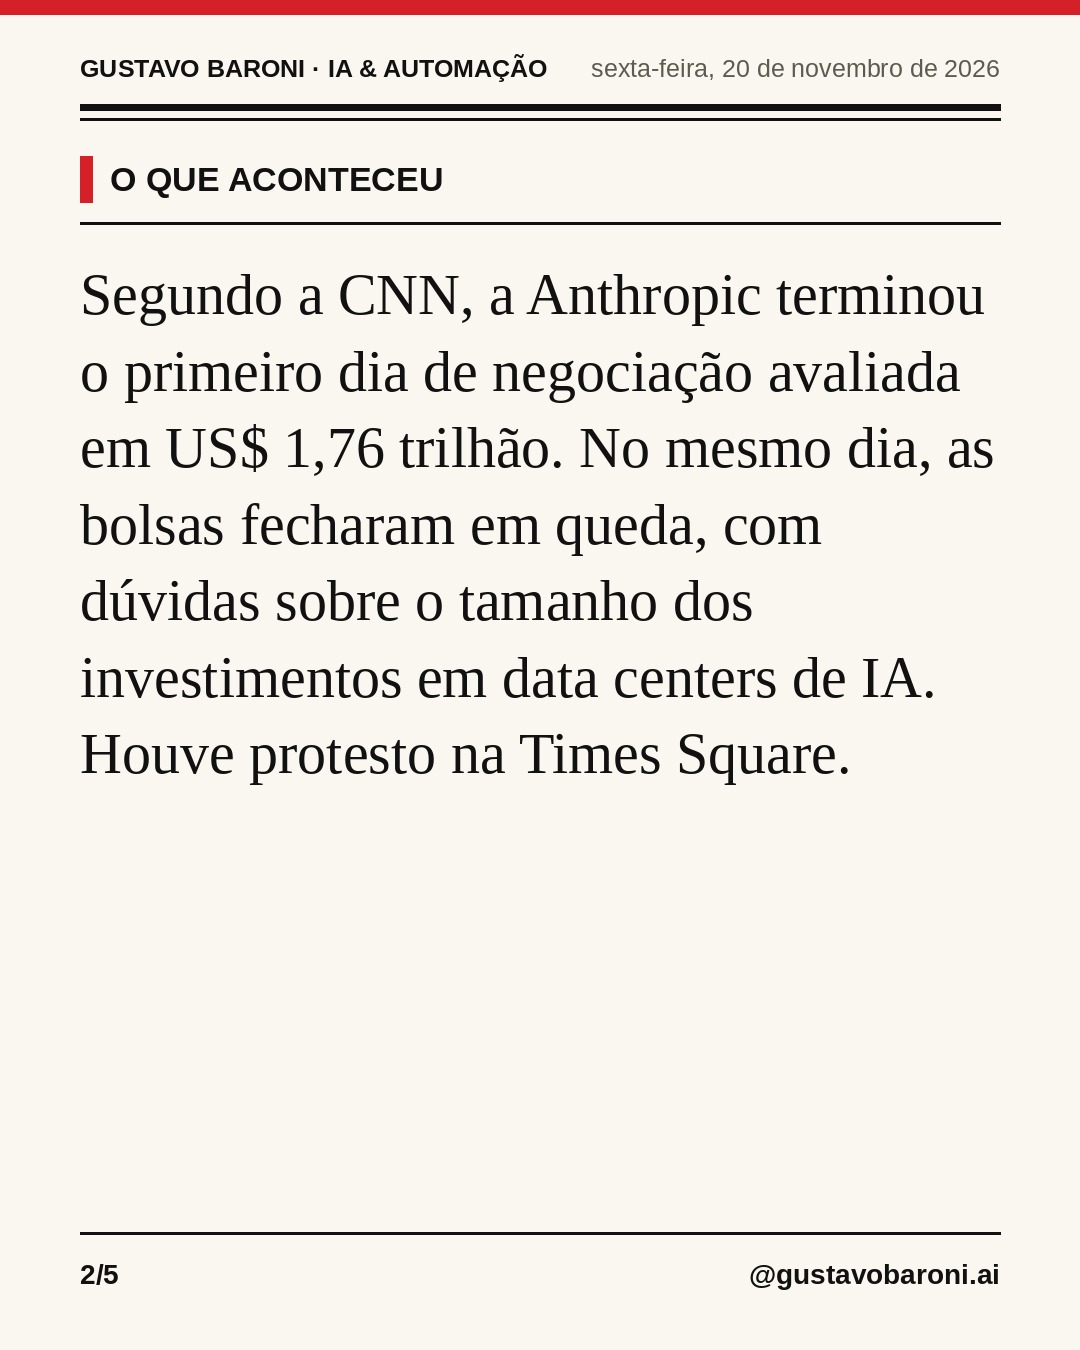 GUSTAVO BARONI · IA & AUTOMAÇÃO
sexta-feira, 20 de novembro de 2026
O QUE ACONTECEU
Segundo a CNN, a Anthropic terminou
o primeiro dia de negociação avaliada
em US$ 1,76 trilhão. No mesmo dia, as
bolsas fecharam em queda, com
dúvidas sobre o tamanho dos
investimentos em data centers de IA.
Houve protesto na Times Square.
2/5
@gustavobaroni.ai